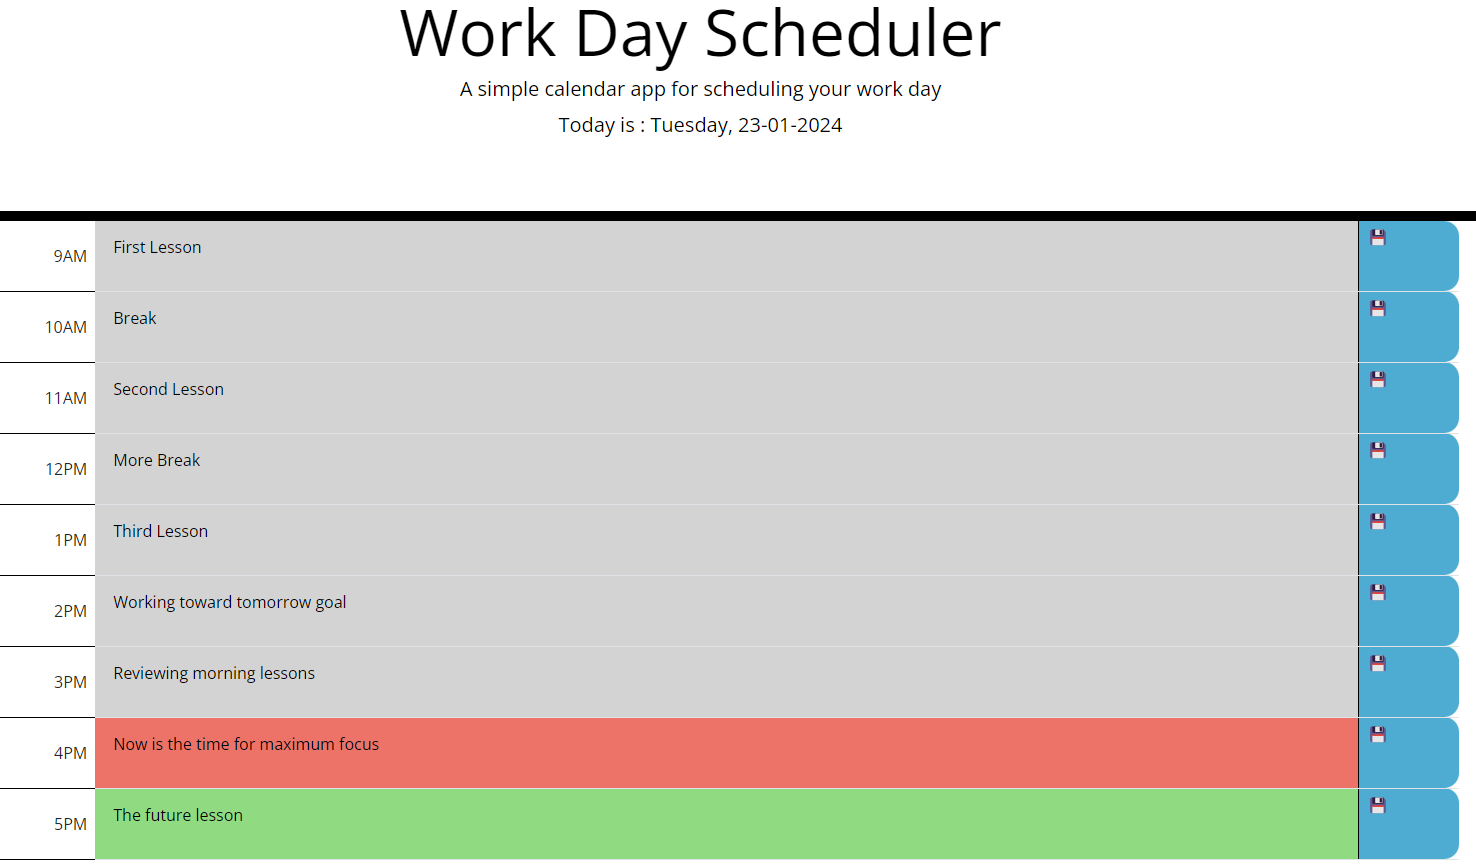 Work Day Scheduler
A simple calendar app for scheduling your work day
Today is : Tuesday, 23-01-2024
9AM First Lesson
10AM Break
11AM Second Lesson
12PM More Break
1PM Third Lesson
2PM Working toward tomorrow goal
3PM Reviewing morning lessons
4PM Now is the time for maximum focus
5PM The future lesson